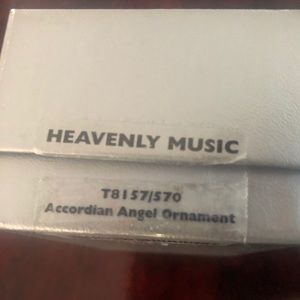 HEAVENLY MUSIC
T8157/570
Accordian Angel Ornament